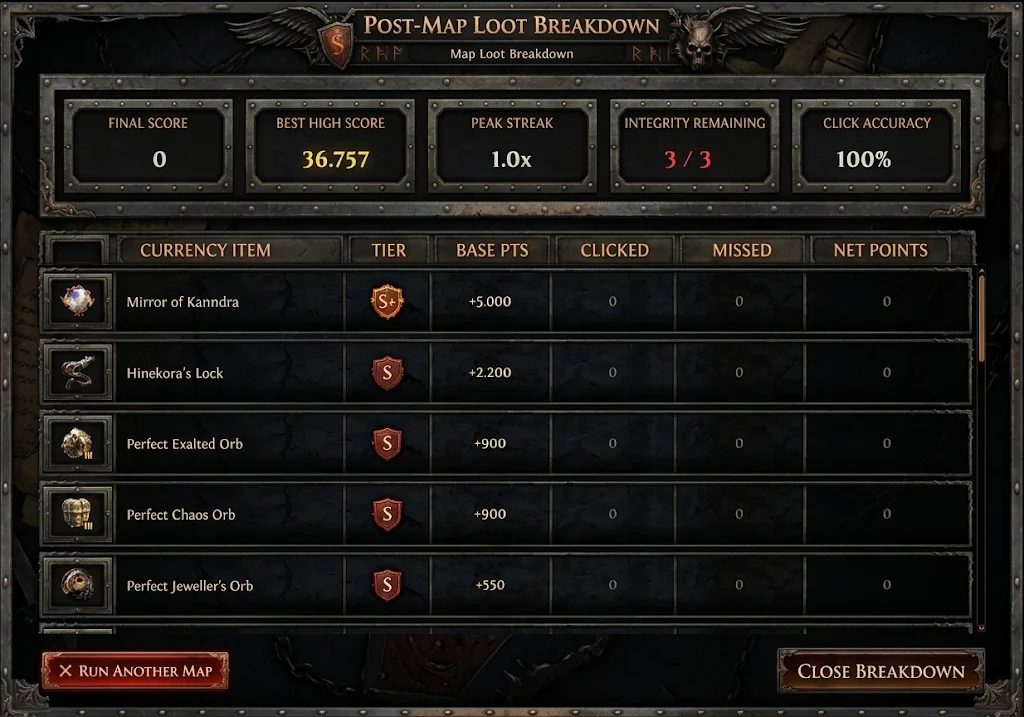 Post-Map Loot Breakdown
Map Loot Breakdown
FINAL SCORE
0
BEST HIGH SCORE
36.757
PEAK STREAK
1.0x
INTEGRITY REMAINING
3 / 3
CLICK ACCURACY
100%
CURRENCY ITEM TIER BASE PTS CLICKED MISSED NET POINTS
Mirror of Kanndra S+ +5.000 0 0 0
Hinekora's Lock S +2.200 0 0 0
Perfect Exalted Orb S +900 0 0 0
Perfect Chaos Orb S +900 0 0 0
Perfect Jeweller's Orb S +550 0 0 0
✕ Run Another Map
Close Breakdown